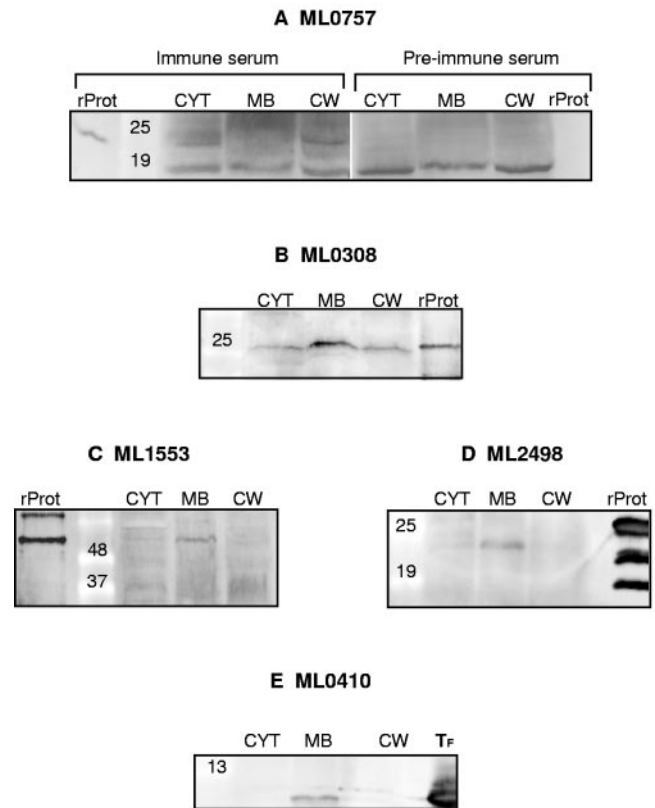 A ML0757
Immune serum Pre-immune serum
rProt CYT MB CW CYT MB CW rProt
25
19
B ML0308
CYT MB CW rProt
25
C ML1553 D ML2498
rProt CYT MB CW CYT MB CW rProt
48 25
37 19
E ML0410
CYT MB CW TF
13